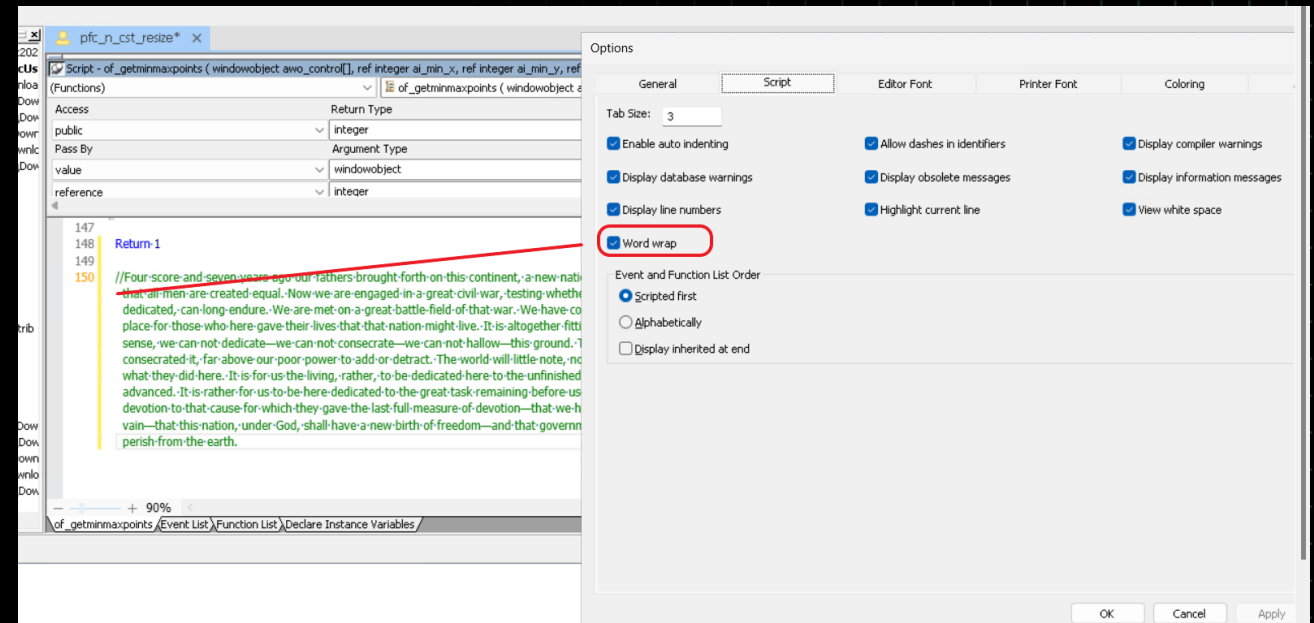 pfc_n_cst_resize*
Script - of_getminmaxpoints ( windowobject awo_control[], ref integer ai_min_x, ref integer ai_min_y, ref
(Functions)
of_getminmaxpoints ( windowobject a
Access
Return Type
public
integer
Pass By
Argument Type
value
windowobject
reference
integer
147
148 Return·1
149
150 //Four·score·and·seven·years·ago·our·fathers·brought·forth·on·this·continent,·a·new·nati
that·all·men·are·created·equal.·Now·we·are·engaged·in·a·great·civil·war,·testing·whethe
dedicated,·can·long·endure.·We·are·met·on·a·great·battle-field·of·that·war.·We·have·co
place·for·those·who·here·gave·their·lives·that·that·nation·might·live.·It·is·altogether·fitti
sense,·we·can·not·dedicate—we·can·not·consecrate—we·can·not·hallow—this·ground.·T
consecrated·it,·far·above·our·poor·power·to·add·or·detract.·The·world·will·little·note,·no
what·they·did·here.·It·is·for·us·the·living,·rather,·to·be·dedicated·here·to·the·unfinished
advanced.·It·is·rather·for·us·to·be·here·dedicated·to·the·great·task·remaining·before·us
devotion·to·that·cause·for·which·they·gave·the·last·full·measure·of·devotion—that·we·h
vain—that·this·nation,·under·God,·shall·have·a·new·birth·of·freedom—and·that·governm
perish·from·the·earth.
90%
of_getminmaxpoints
Event List
Function List
Declare Instance Variables
Options
General
Script
Editor Font
Printer Font
Coloring
Tab Size: 3
Enable auto indenting
Allow dashes in identifiers
Display compiler warnings
Display database warnings
Display obsolete messages
Display information messages
Display line numbers
Highlight current line
View white space
Word wrap
Event and Function List Order
Scripted first
Alphabetically
Display inherited at end
OK
Cancel
Apply